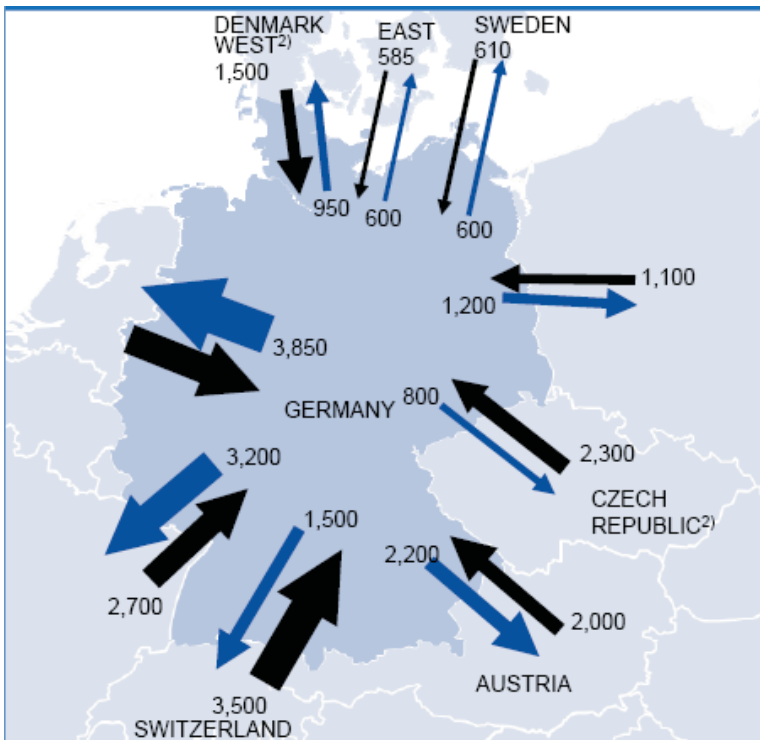 DENMARK
WEST2)
1,500
EAST
585
SWEDEN
610
950
600
600
1,100
1,200
3,850
GERMANY
800
2,300
CZECH
REPUBLIC2)
3,200
1,500
2,200
2,700
2,000
AUSTRIA
3,500
SWITZERLAND